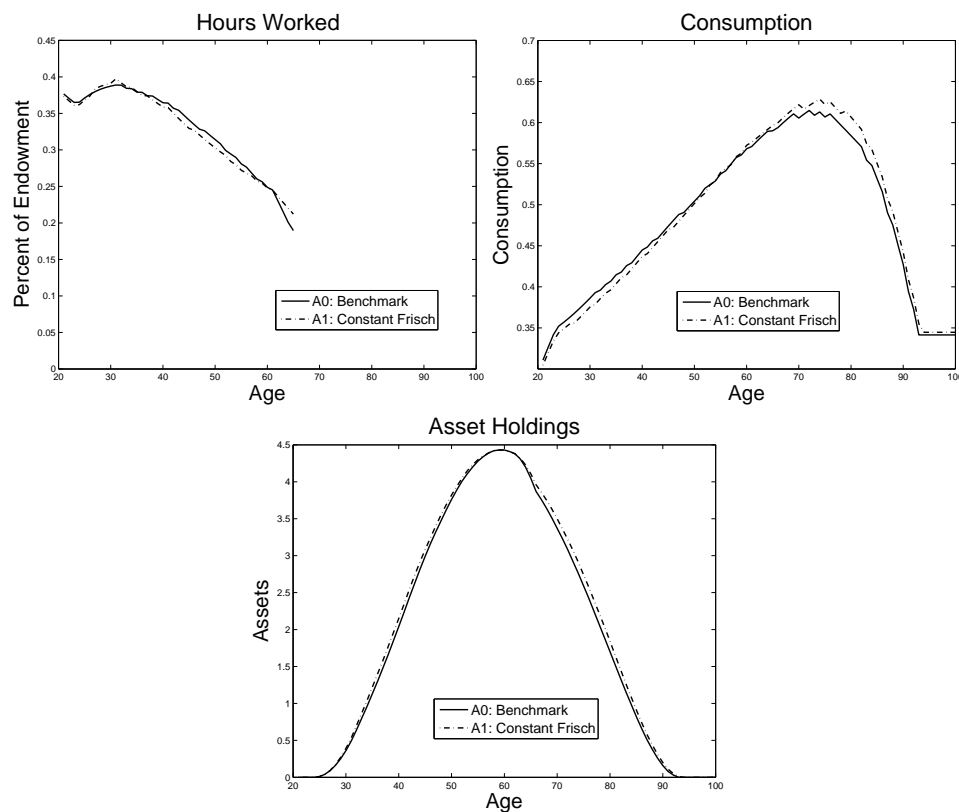 Hours Worked
Percent of Endowment
0.45
0.4
0.35
0.3
0.25
0.2
0.15
0.1
0.05
0
20 30 40 50 60 70 80 90 100
Age
A0: Benchmark
A1: Constant Frisch
Consumption
Consumption
0.7
0.65
0.6
0.55
0.5
0.45
0.4
0.35
20 30 40 50 60 70 80 90 100
Age
A0: Benchmark
A1: Constant Frisch
Asset Holdings
Assets
4.5
4
3.5
3
2.5
2
1.5
1
0.5
0
20 30 40 50 60 70 80 90 100
Age
A0: Benchmark
A1: Constant Frisch